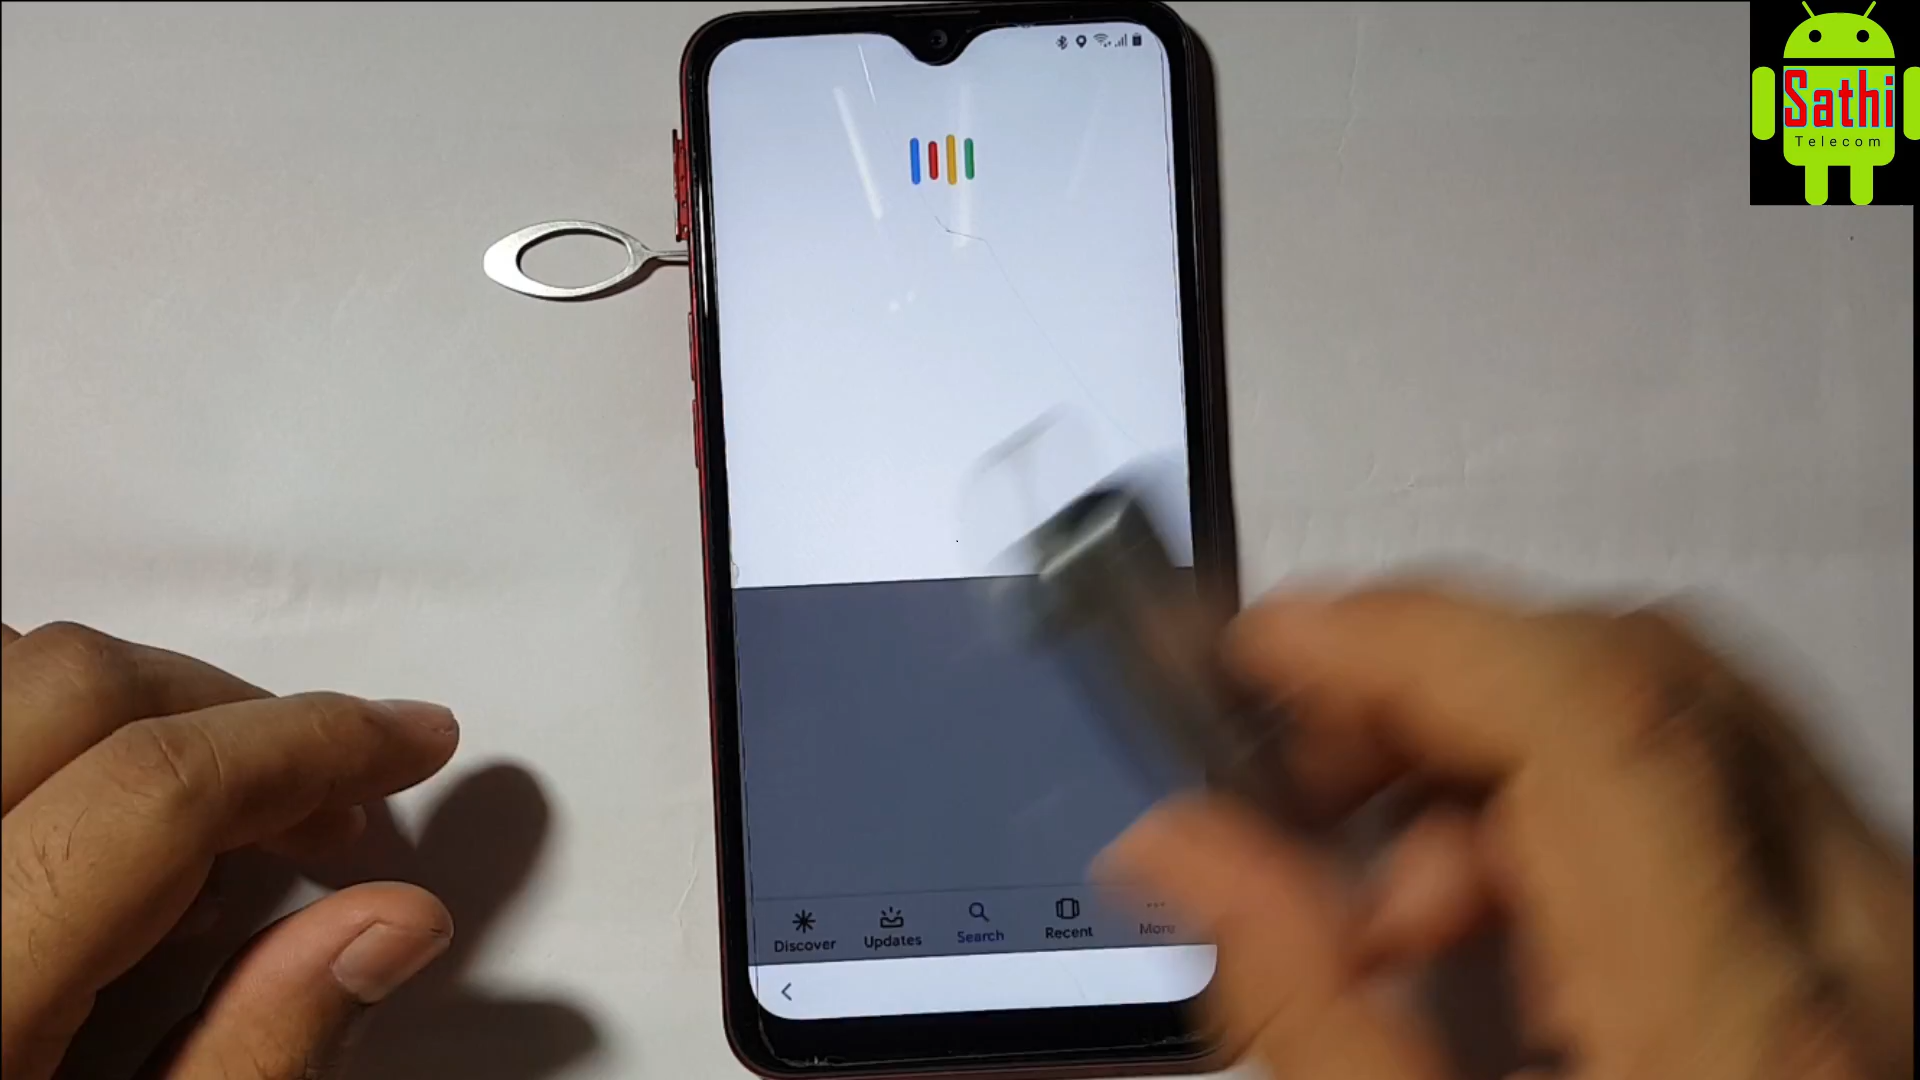 Sathi
Telecom
Discover
Updates
Search
Recent
More